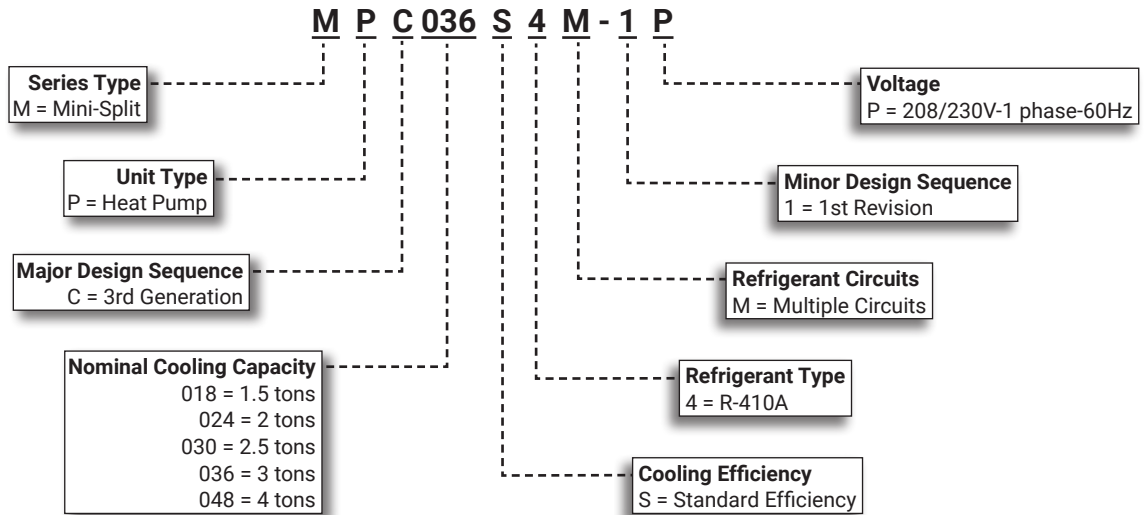 M P C 036 S 4 M - 1 P
Series Type
M = Mini-Split
Voltage
P = 208/230V-1 phase-60Hz
Unit Type
P = Heat Pump
Minor Design Sequence
1 = 1st Revision
Major Design Sequence
C = 3rd Generation
Refrigerant Circuits
M = Multiple Circuits
Nominal Cooling Capacity
018 = 1.5 tons
024 = 2 tons
030 = 2.5 tons
036 = 3 tons
048 = 4 tons
Refrigerant Type
4 = R-410A
Cooling Efficiency
S = Standard Efficiency